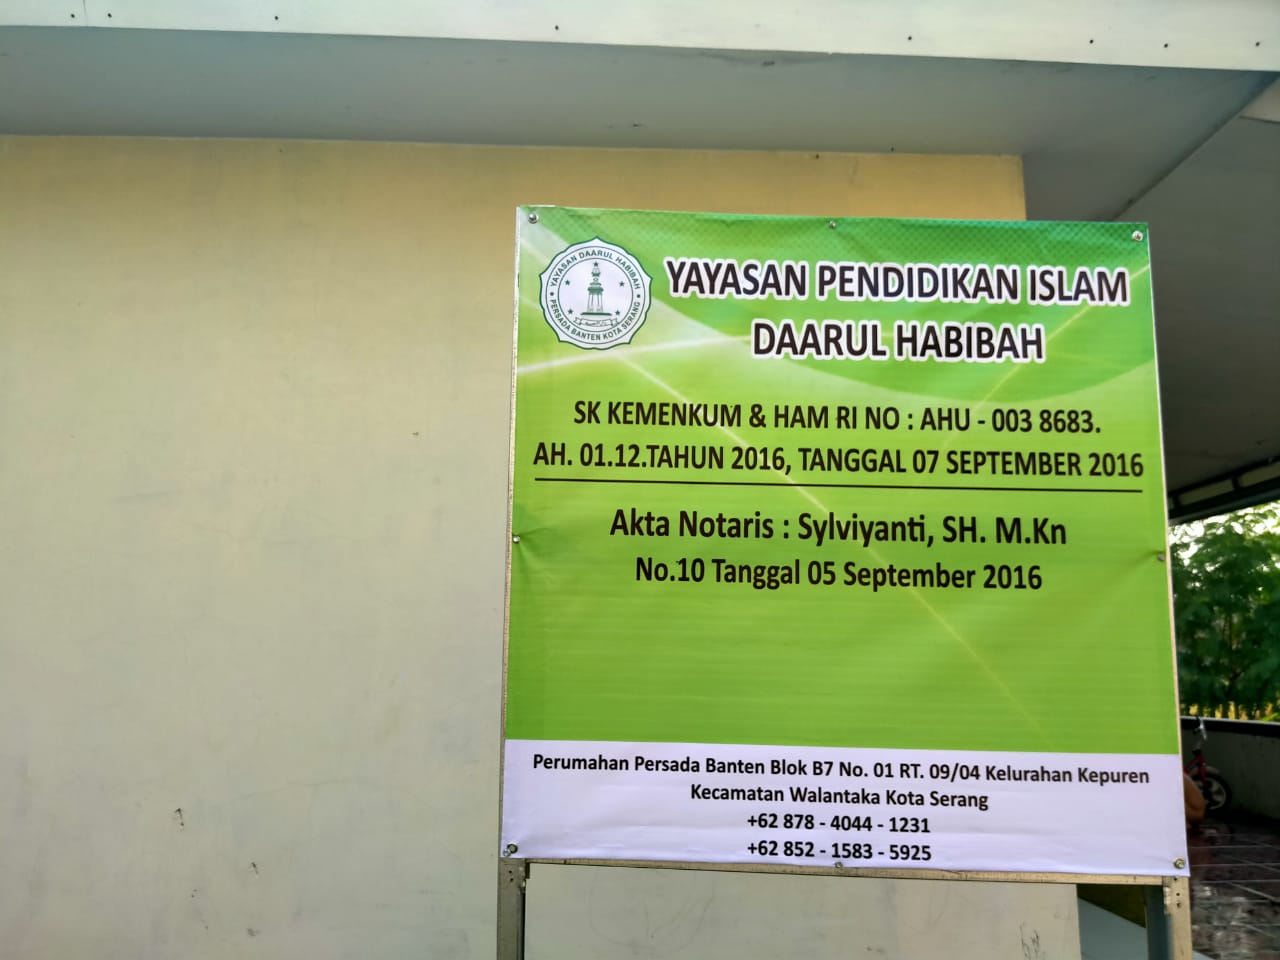 YAYASAN DAARUL HABIBAH
PERSADA BANTEN KOTA SERANG
YAYASAN PENDIDIKAN ISLAM
DAARUL HABIBAH
SK KEMENKUM & HAM RI NO : AHU - 003 8683.
AH. 01.12.TAHUN 2016, TANGGAL 07 SEPTEMBER 2016
Akta Notaris : Sylviyanti, SH. M.Kn
No.10 Tanggal 05 September 2016
Perumahan Persada Banten Blok B7 No. 01 RT. 09/04 Kelurahan Kepuren
Kecamatan Walantaka Kota Serang
+62 878 - 4044 - 1231
+62 852 - 1583 - 5925